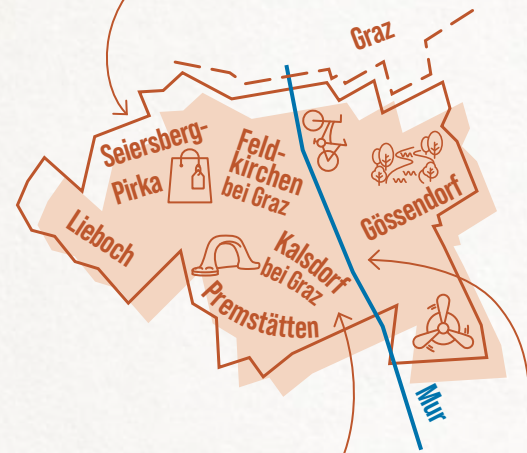 Graz
Seiersberg-
Pirka
Feld-
kirchen
bei Graz
Gössendorf
Lieboch
Kalsdorf
bei Graz
Premstätten
Mur